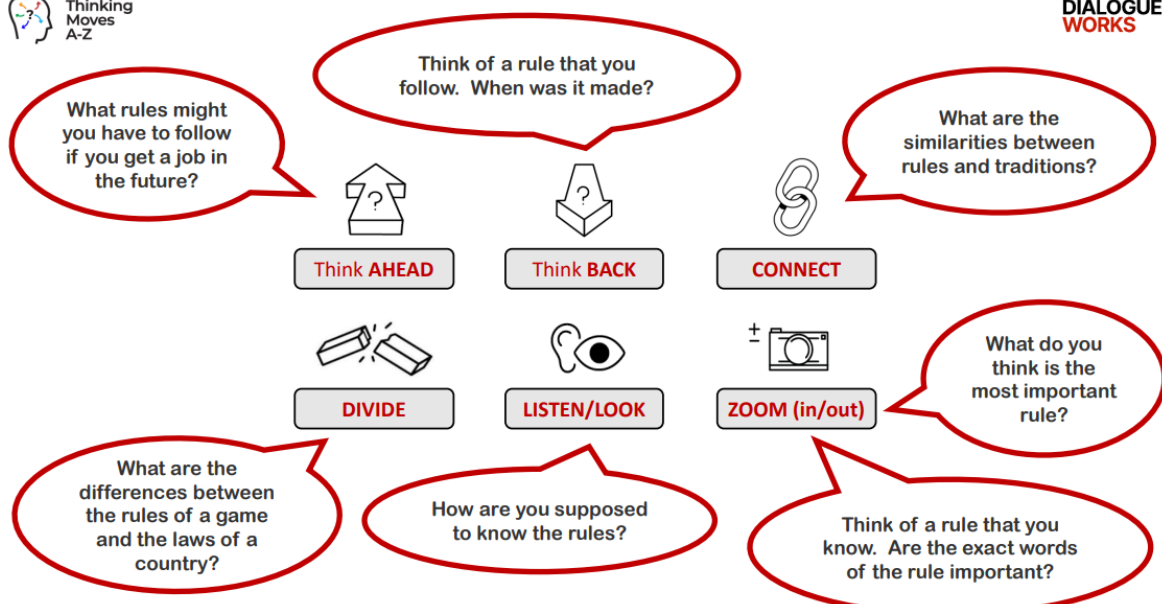 Thinking
Moves
A-Z
DIALOGUE
WORKS
What rules might
you have to follow
if you get a job in
the future?
Think of a rule that you
follow. When was it made?
What are the
similarities between
rules and traditions?
?
?
Think AHEAD
Think BACK
CONNECT
±
DIVIDE
LISTEN/LOOK
ZOOM (in/out)
What do you
think is the
most important
rule?
What are the
differences between
the rules of a game
and the laws of a
country?
How are you supposed
to know the rules?
Think of a rule that you
know. Are the exact words
of the rule important?